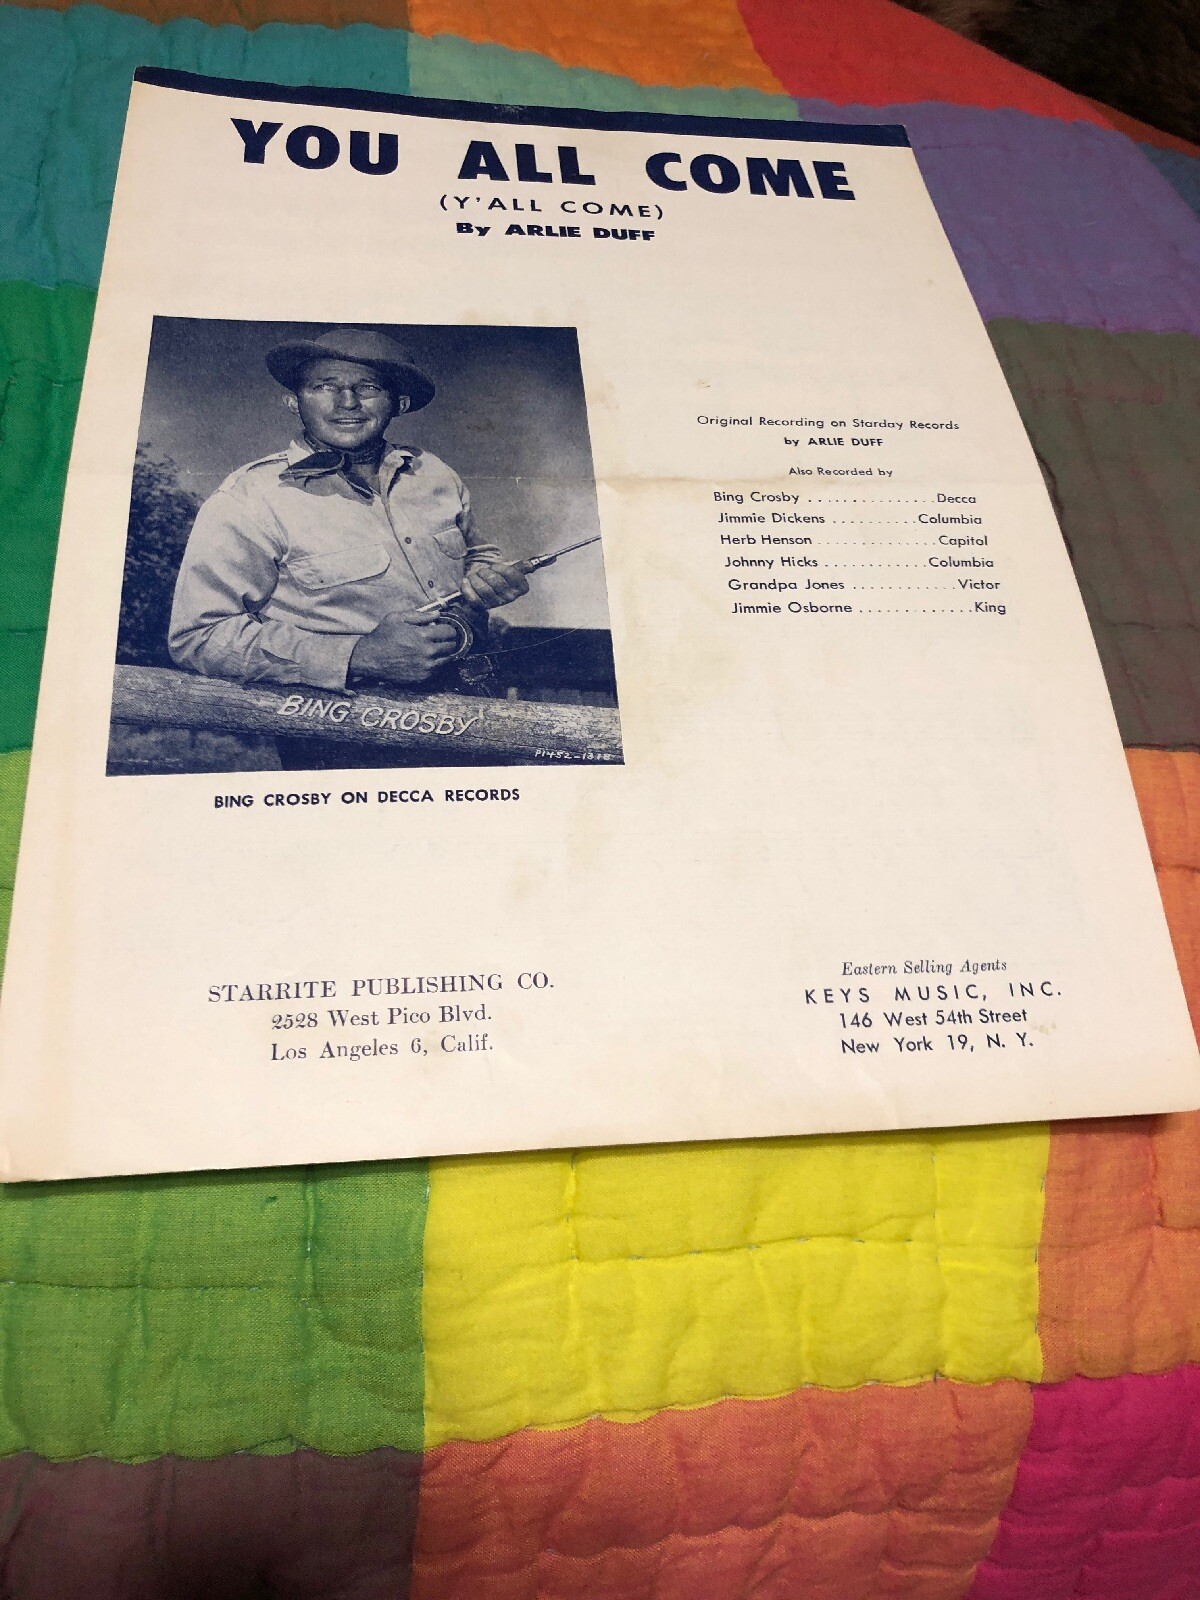 YOU ALL COME
(Y'ALL COME)
By ARLIE DUFF
Original Recording on Starday Records
by ARLIE DUFF
Also Recorded by
Bing Crosby ............... Decca
Jimmie Dickens .......... Columbia
Herb Henson .............. Capitol
Johnny Hicks ............ Columbia
Grandpa Jones ............ Victor
Jimmie Osborne ............. King
BING CROSBY
P1452-1318
BING CROSBY ON DECCA RECORDS
STARRITE PUBLISHING CO.
2528 West Pico Blvd.
Los Angeles 6, Calif.
Eastern Selling Agents
KEYS MUSIC, INC.
146 West 54th Street
New York 19, N. Y.